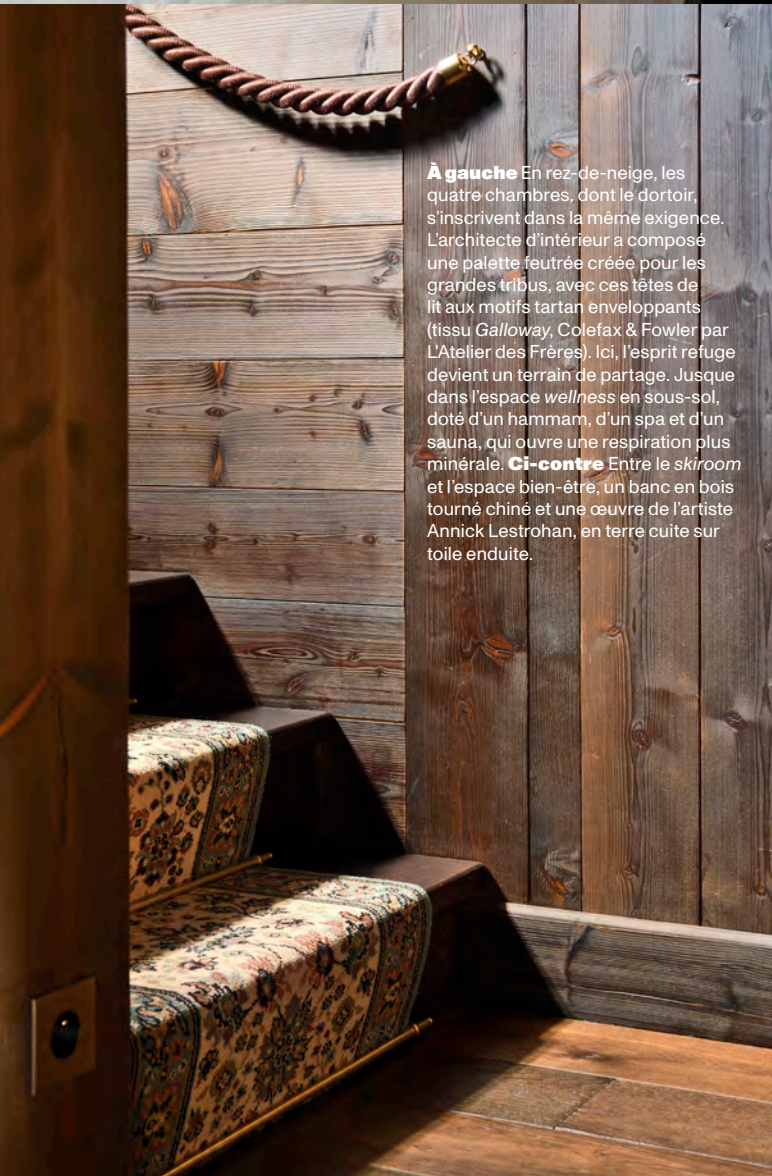 À gauche En rez-de-neige, les
quatre chambres, dont le dortoir,
s'inscrivent dans la même exigence.
L'architecte d'intérieur a composé
une palette feutrée créée pour les
grandes tribus, avec ces têtes de
lit aux motifs tartan enveloppants
(tissu Galloway, Colefax & Fowler par
L'Atelier des Frères). Ici, l'esprit refuge
devient un terrain de partage. Jusque
dans l'espace wellness en sous-sol,
doté d'un hammam, d'un spa et d'un
sauna, qui ouvre une respiration plus
minérale. Ci-contre Entre le skiroom
et l'espace bien-être, un banc en bois
tourné chiné et une œuvre de l'artiste
Annick Lestrohan, en terre cuite sur
toile enduite.